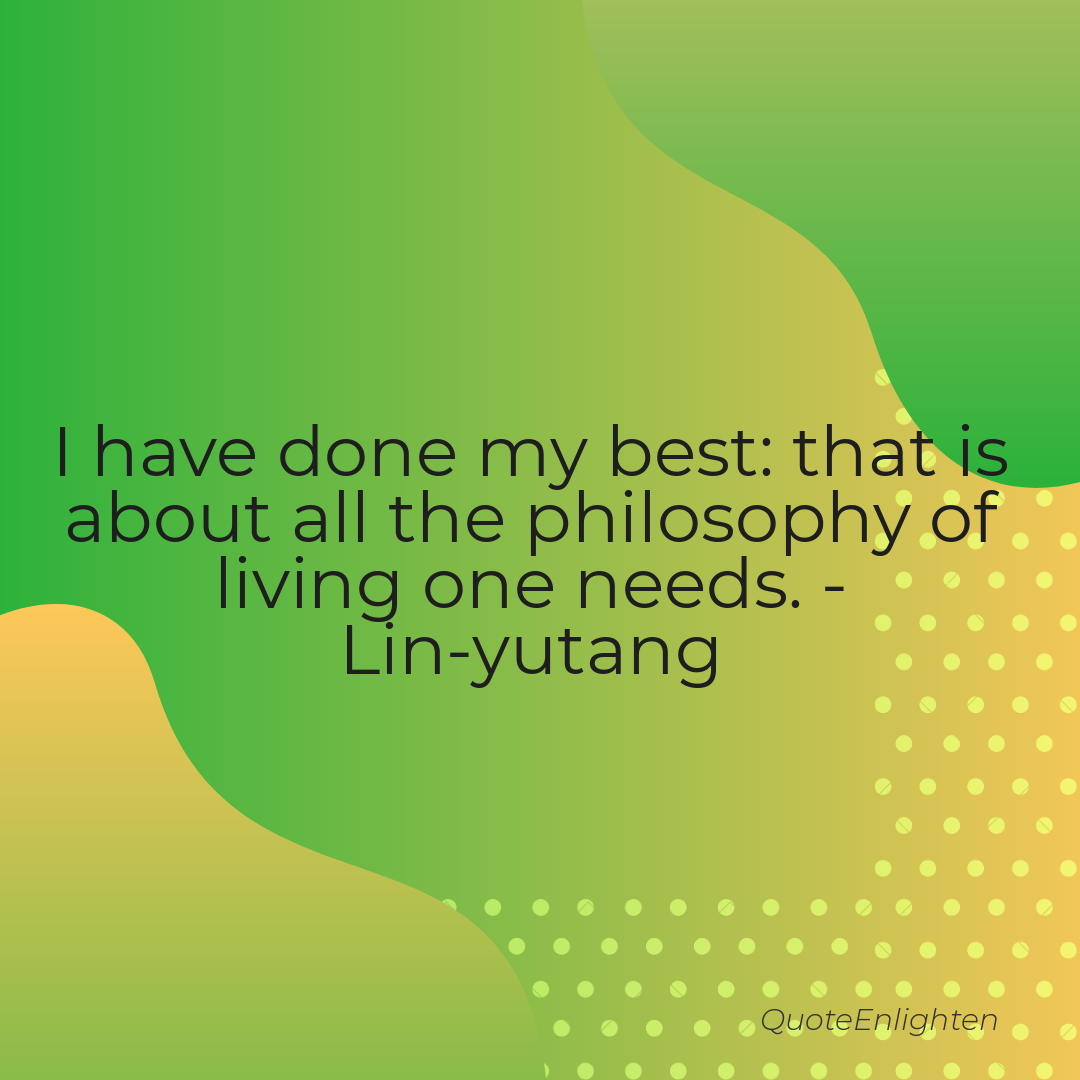 I have done my best: that is
about all the philosophy of
living one needs. -
Lin-yutang
QuoteEnlighten